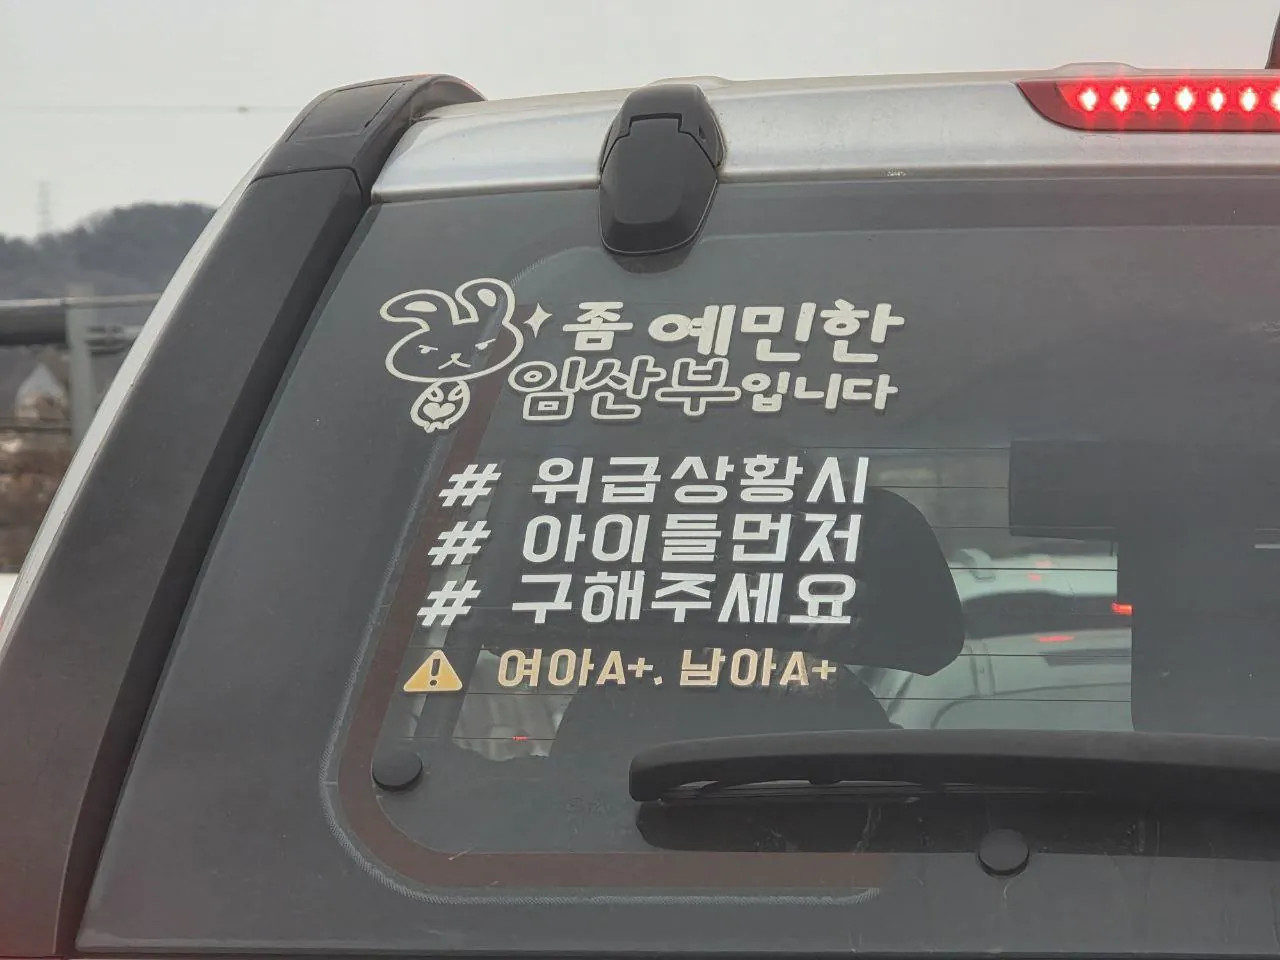 좀 예민한
임산부입니다
# 위급상황시
# 아이들먼저
# 구해주세요
여아A+. 남아A+